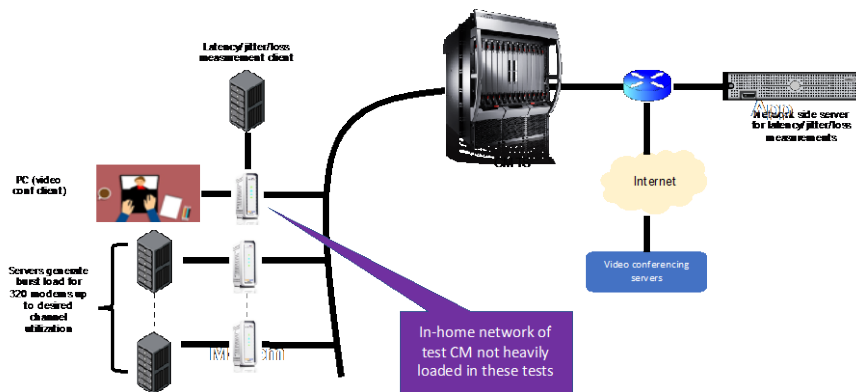 Latency/jitter/loss
measurement client
PC (video
conf client)
Servers generate
burst load for
320 modems up
to desired
channel
utilization
In-home network of
test CM not heavily
loaded in these tests
Internet
Video conferencing
servers
Network side server
for latency/jitter/loss
measurements